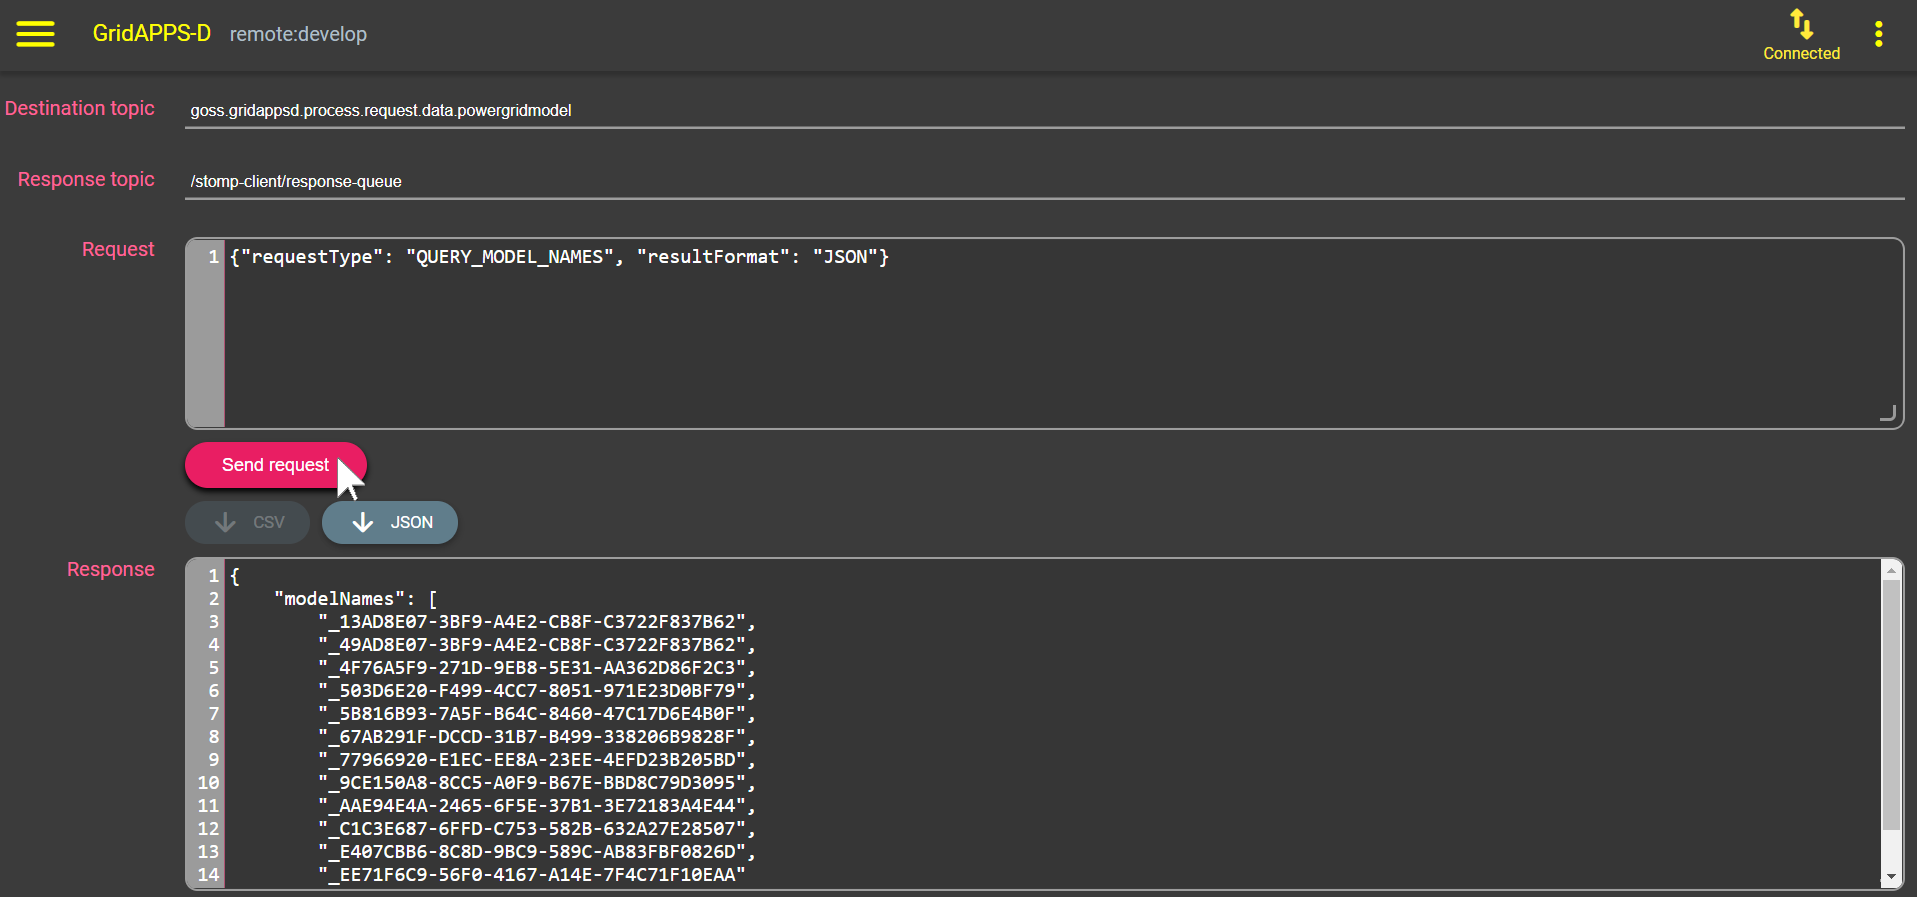 GridAPPS-D remote:develop
Connected
Destination topic goss.gridappsd.process.request.data.powergridmodel
Response topic /stomp-client/response-queue
Request
1 {"requestType": "QUERY_MODEL_NAMES", "resultFormat": "JSON"}
Send request
CSV JSON
Response
1 {
2 "modelNames": [
3 "_13AD8E07-3BF9-A4E2-CB8F-C3722F837B62",
4 "_49AD8E07-3BF9-A4E2-CB8F-C3722F837B62",
5 "_4F76A5F9-271D-9EB8-5E31-AA362D86F2C3",
6 "_503D6E20-F499-4CC7-8051-971E23D0BF79",
7 "_5B816B93-7A5F-B64C-8460-47C17D6E4B0F",
8 "_67AB291F-DCCD-31B7-B499-338206B9828F",
9 "_77966920-E1EC-EE8A-23EE-4EFD23B205BD",
10 "_9CE150A8-8CC5-A0F9-B67E-BBD8C79D3095",
11 "_AAE94E4A-2465-6F5E-37B1-3E72183A4E44",
12 "_C1C3E687-6FFD-C753-582B-632A27E28507",
13 "_E407CBB6-8C8D-9BC9-589C-AB83FBF0826D",
14 "_EE71F6C9-56F0-4167-A14E-7F4C71F10EAA"